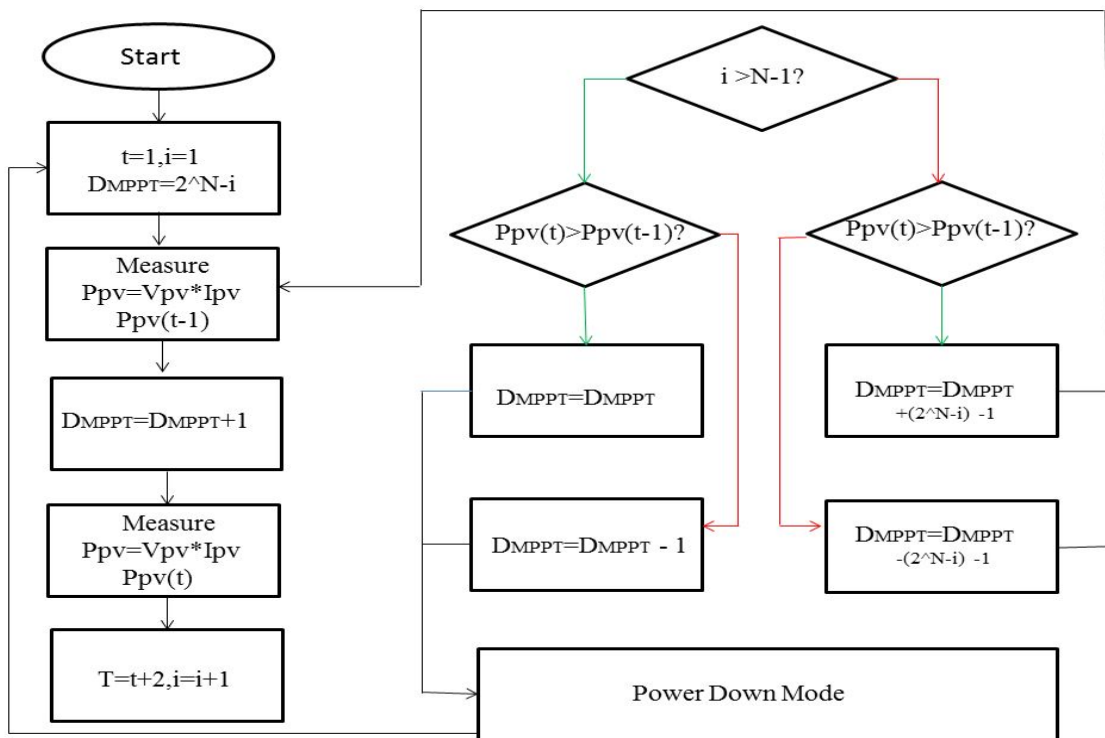 Start
t=1,i=1
DMPPT=2^N-i
Measure
Ppv=Vpv*Ipv
Ppv(t-1)
DMPPT=DMPPT+1
Measure
Ppv=Vpv*Ipv
Ppv(t)
T=t+2,i=i+1
i >N-1?
Ppv(t)>Ppv(t-1)?
Ppv(t)>Ppv(t-1)?
DMPPT=DMPPT
DMPPT=DMPPT
+(2^N-i) -1
DMPPT=DMPPT - 1
DMPPT=DMPPT
-(2^N-i) -1
Power Down Mode